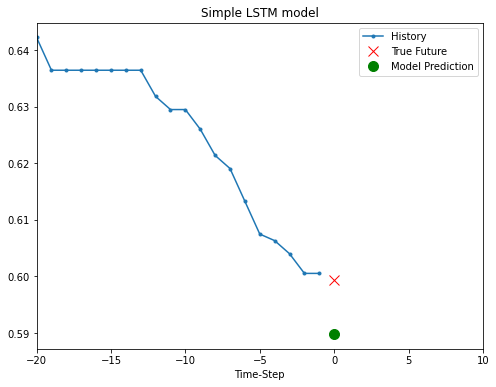 Simple LSTM model
History
True Future
Model Prediction
0.64
0.63
0.62
0.61
0.60
0.59
−20 −15 −10 −5 0 5 10
Time-Step